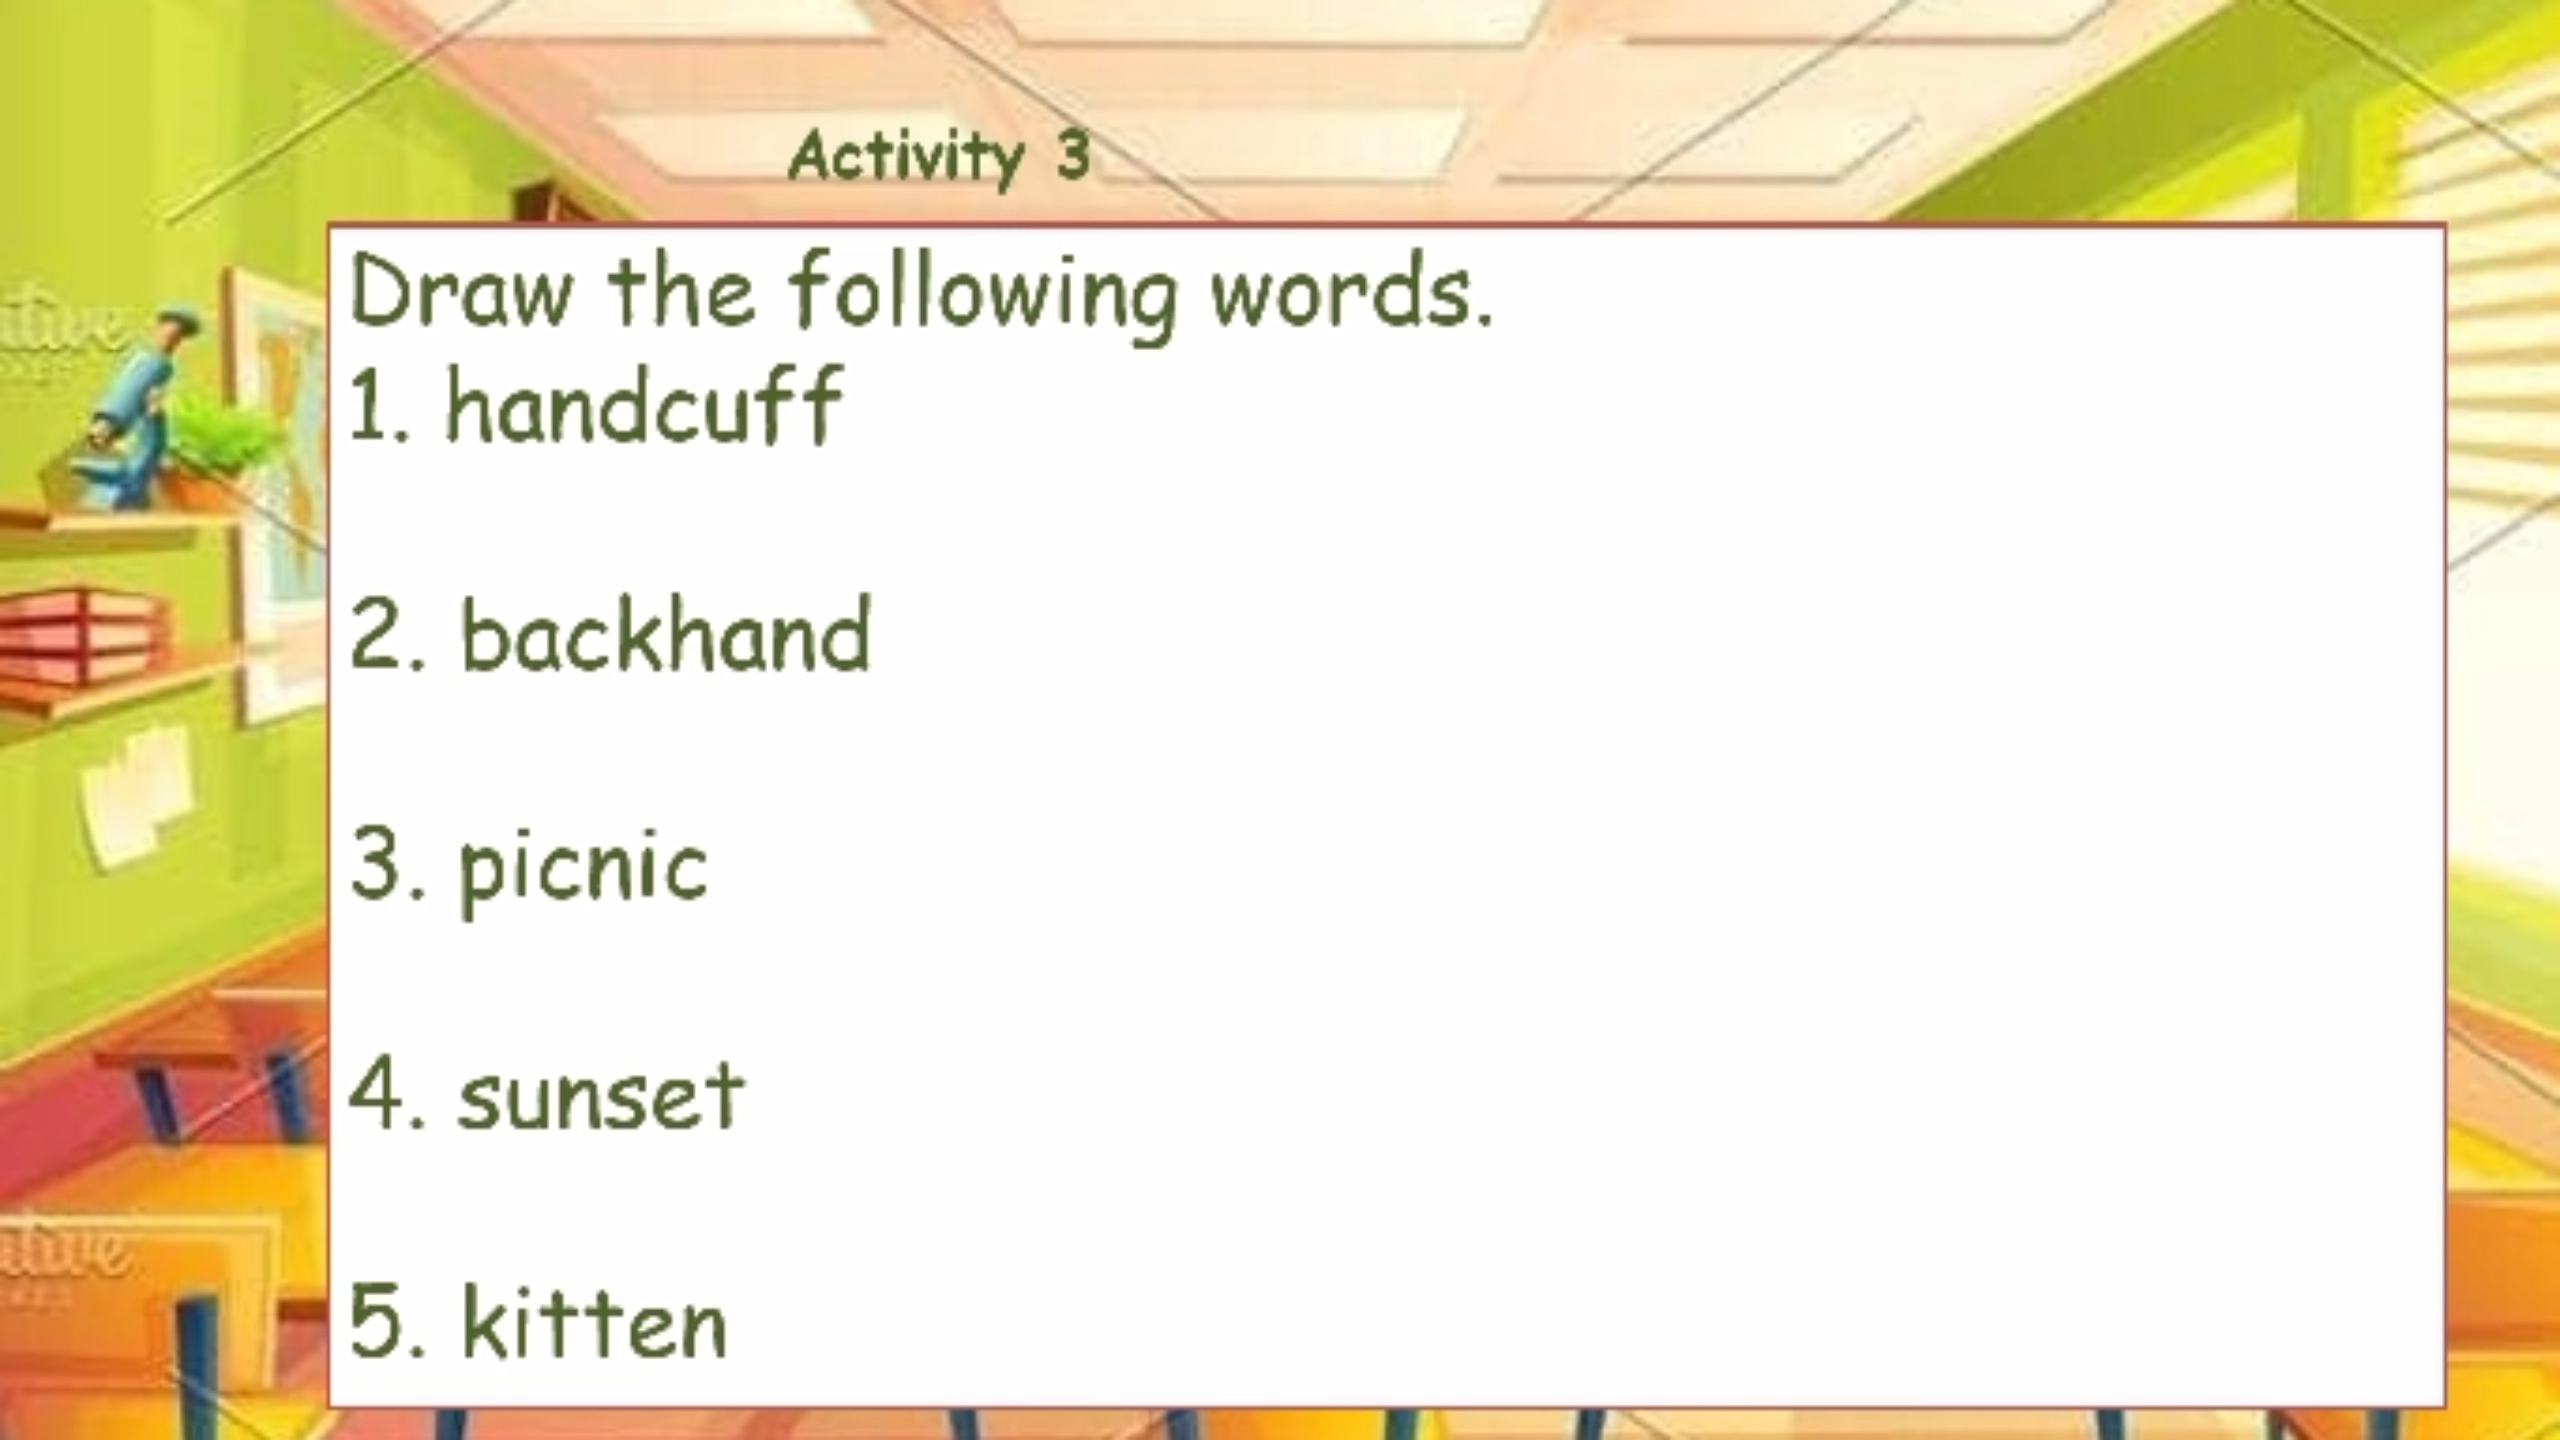 Activity 3
Draw the following words.
1. handcuff
2. backhand
3. picnic
4. sunset
5. kitten